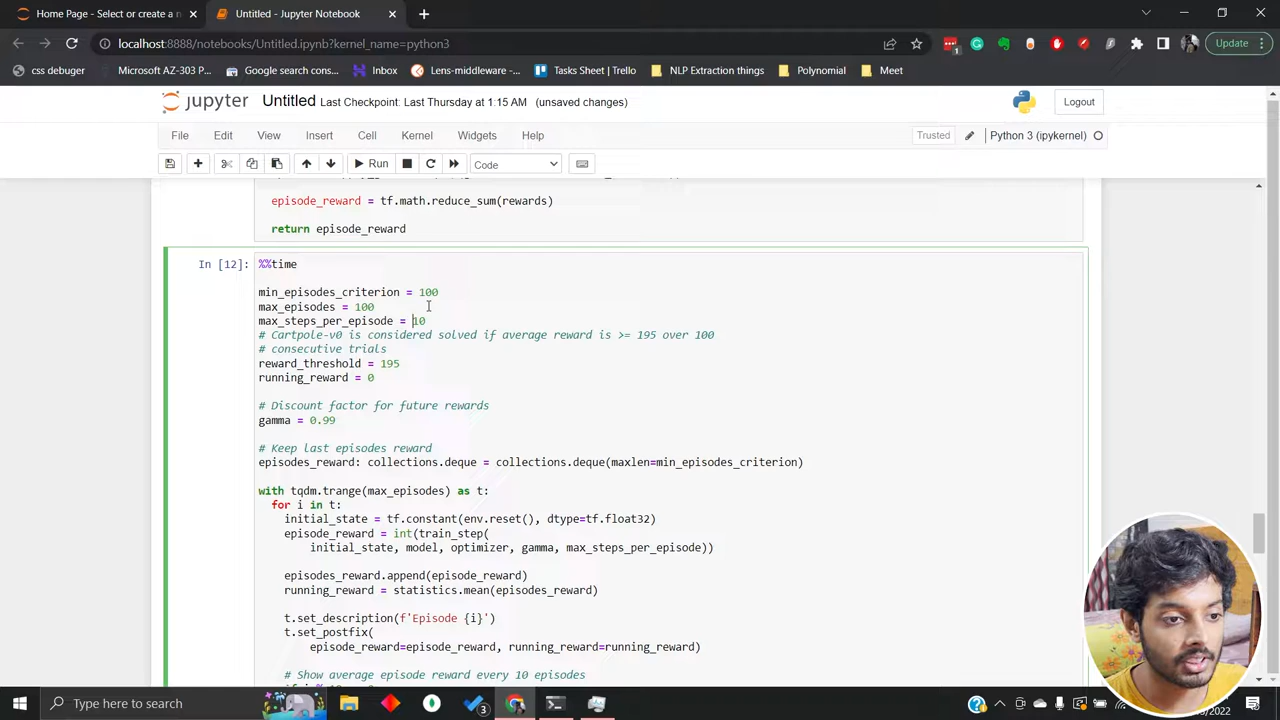 Home Page - Select or create a n
Untitled - Jupyter Notebook
localhost:8888/notebooks/Untitled.ipynb?kernel_name=python3
Update
css debuger
Microsoft AZ-303 P...
Google search cons...
Inbox
Lens-middleware -...
Tasks Sheet | Trello
NLP Extraction things
Polynomial
Meet
jupyter Untitled Last Checkpoint: Last Thursday at 1:15 AM (unsaved changes)
Logout
File Edit View Insert Cell Kernel Widgets Help
Trusted
Python 3 (ipykernel)
Run
Code
episode_reward = tf.math.reduce_sum(rewards)
return episode_reward
In [12]:
%%time
min_episodes_criterion = 100
max_episodes = 100
max_steps_per_episode = 10
# Cartpole-v0 is considered solved if average reward is >= 195 over 100
# consecutive trials
reward_threshold = 195
running_reward = 0
# Discount factor for future rewards
gamma = 0.99
# Keep last episodes reward
episodes_reward: collections.deque = collections.deque(maxlen=min_episodes_criterion)
with tqdm.trange(max_episodes) as t:
for i in t:
initial_state = tf.constant(env.reset(), dtype=tf.float32)
episode_reward = int(train_step(
initial_state, model, optimizer, gamma, max_steps_per_episode))
episodes_reward.append(episode_reward)
running_reward = statistics.mean(episodes_reward)
t.set_description(f'Episode {i}')
t.set_postfix(
episode_reward=episode_reward, running_reward=running_reward)
# Show average episode reward every 10 episodes
Type here to search